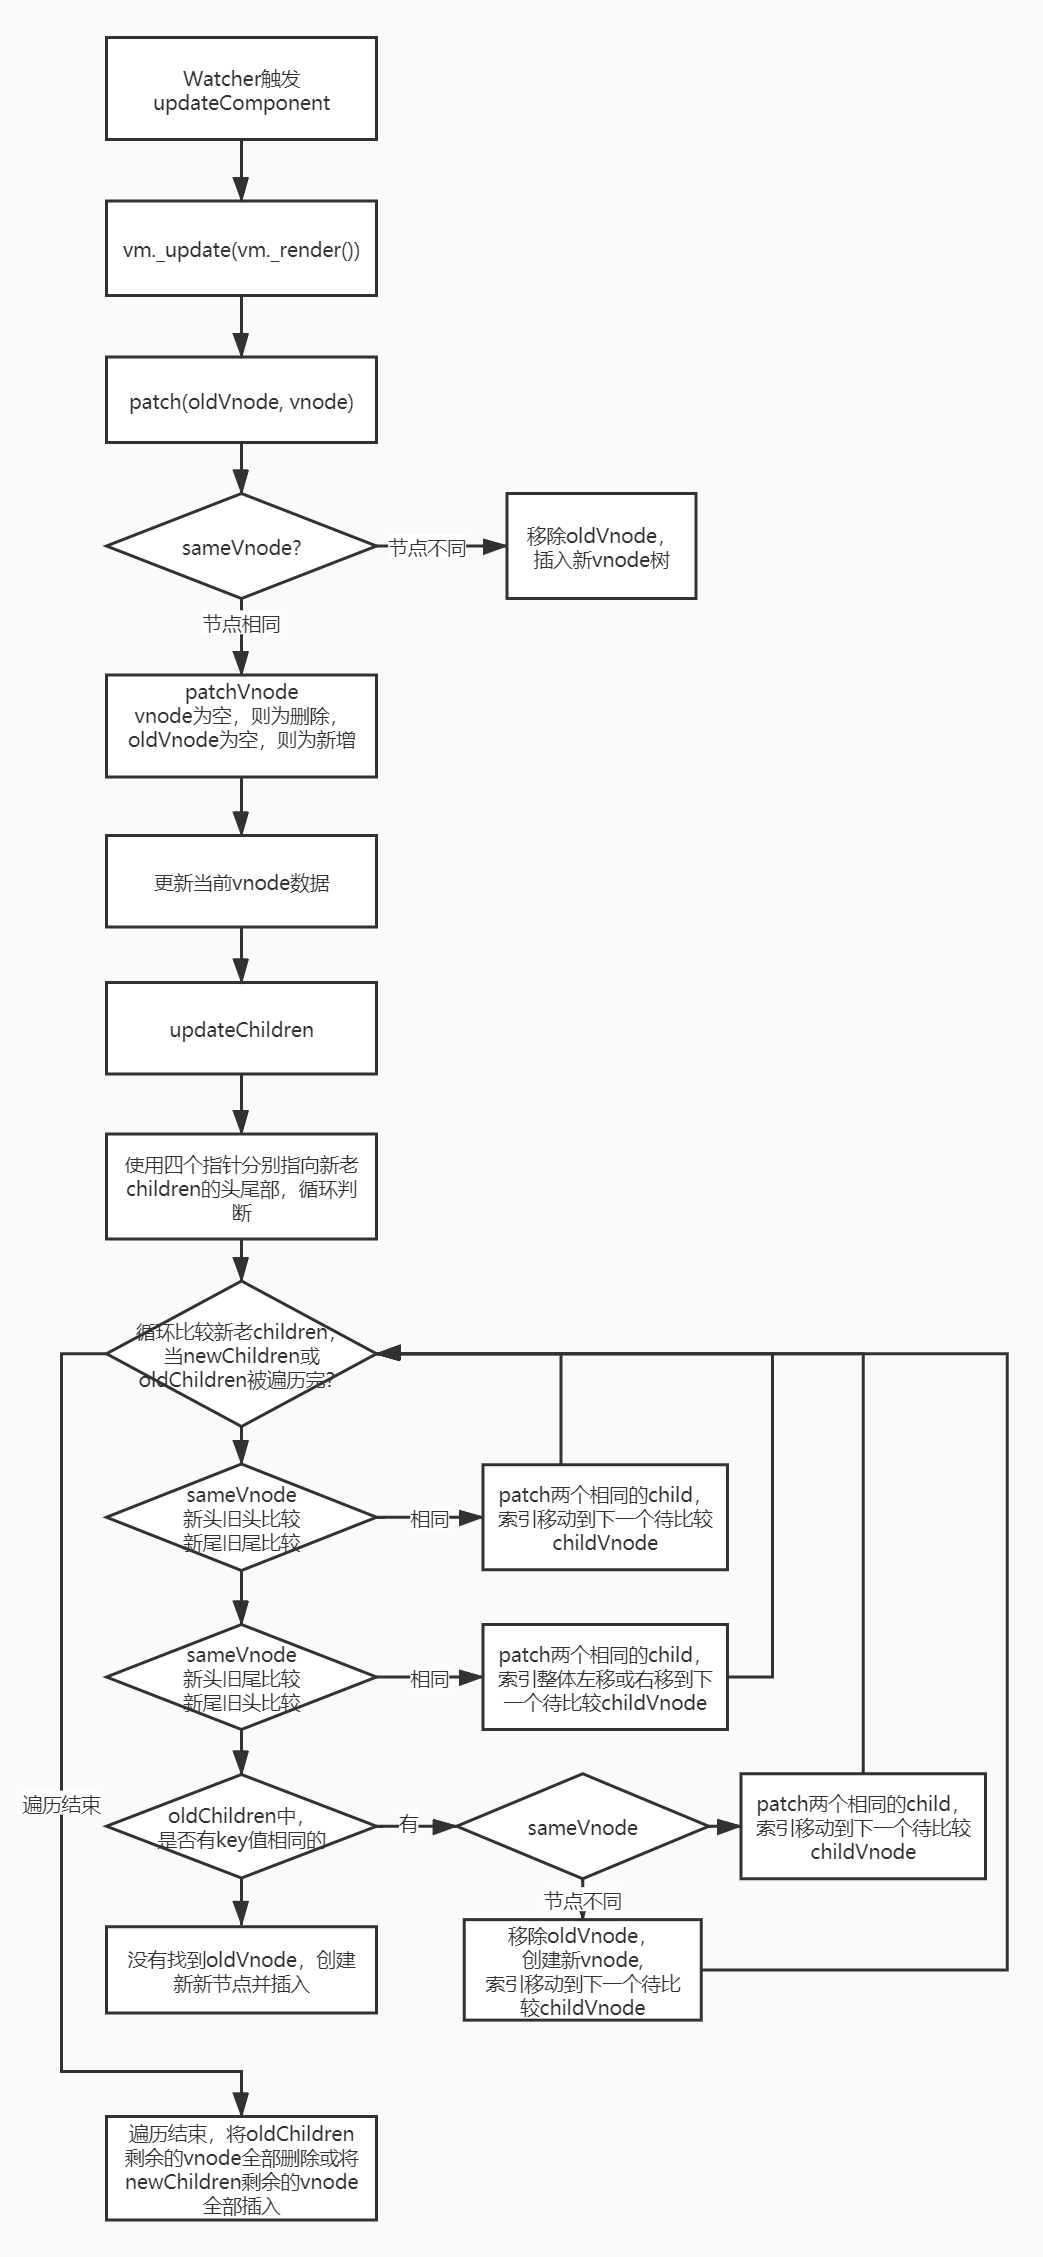 Watcher触发
updateComponent
vm._update(vm._render())
patch(oldVnode, vnode)
sameVnode?
节点不同
移除oldVnode，
插入新vnode树
节点相同
patchVnode
vnode为空，则为删除，
oldVnode为空，则为新增
更新当前vnode数据
updateChildren
使用四个指针分别指向新老
children的头尾部，循环判
断
循环比较新老children，
当newChildren或
oldChildren被遍历完?
sameVnode
新头旧头比较
新尾旧尾比较
相同
patch两个相同的child，
索引移动到下一个待比较
childVnode
sameVnode
新头旧尾比较
新尾旧头比较
相同
patch两个相同的child，
索引整体左移或右移到下
一个待比较childVnode
遍历结束
oldChildren中，
是否有key值相同的
有
sameVnode
patch两个相同的child，
索引移动到下一个待比较
childVnode
节点不同
移除oldVnode，
创建新vnode,
索引移动到下一个待比
较childVnode
没有找到oldVnode，创建
新新节点并插入
遍历结束，将oldChildren
剩余的vnode全部删除或将
newChildren剩余的vnode
全部插入